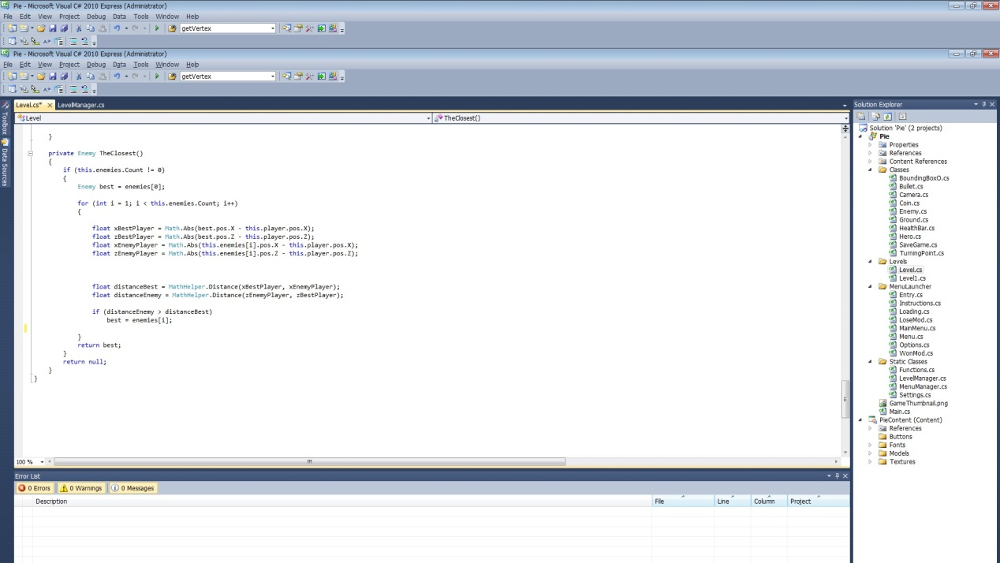 Pie - Microsoft Visual C# 2010 Express (Administrator)
File Edit View Project Debug Data Tools Window Help
getVertex
Pie - Microsoft Visual C# 2010 Express (Administrator)
File Edit View Project Debug Data Tools Window Help
getVertex
Level.cs* LevelManager.cs
Level TheClosest()
Toolbox
Data Sources
}
private Enemy TheClosest()
{
if (this.enemies.Count != 0)
{
Enemy best = enemies[0];
for (int i = 1; i < this.enemies.Count; i++)
{
float xBestPlayer = Math.Abs(best.pos.X - this.player.pos.X);
float zBestPlayer = Math.Abs(best.pos.Z - this.player.pos.Z);
float xEnemyPlayer = Math.Abs(this.enemies[i].pos.X - this.player.pos.X);
float zEnemyPlayer = Math.Abs(this.enemies[i].pos.Z - this.player.pos.Z);
float distanceBest = MathHelper.Distance(xBestPlayer, xEnemyPlayer);
float distanceEnemy = MathHelper.Distance(zEnemyPlayer, zBestPlayer);
if (distanceEnemy > distanceBest)
best = enemies[i];
}
return best;
}
return null;
}
}
100 %
Error List
0 Errors 0 Warnings 0 Messages
Description File Line Column Project
Solution Explorer
Solution 'Pie' (2 projects)
Pie
Properties
References
Content References
Classes
BoundingBoxO.cs
Bullet.cs
Camera.cs
Coin.cs
Enemy.cs
Ground.cs
HealthBar.cs
Hero.cs
SaveGame.cs
TurningPoint.cs
Levels
Level.cs
Level1.cs
MenuLauncher
Entry.cs
Instructions.cs
Loading.cs
LoseMod.cs
MainMenu.cs
Menu.cs
Options.cs
WonMod.cs
Static Classes
Functions.cs
LevelManager.cs
MenuManager.cs
Settings.cs
GameThumbnail.png
Main.cs
PieContent (Content)
References
Buttons
Fonts
Models
Textures